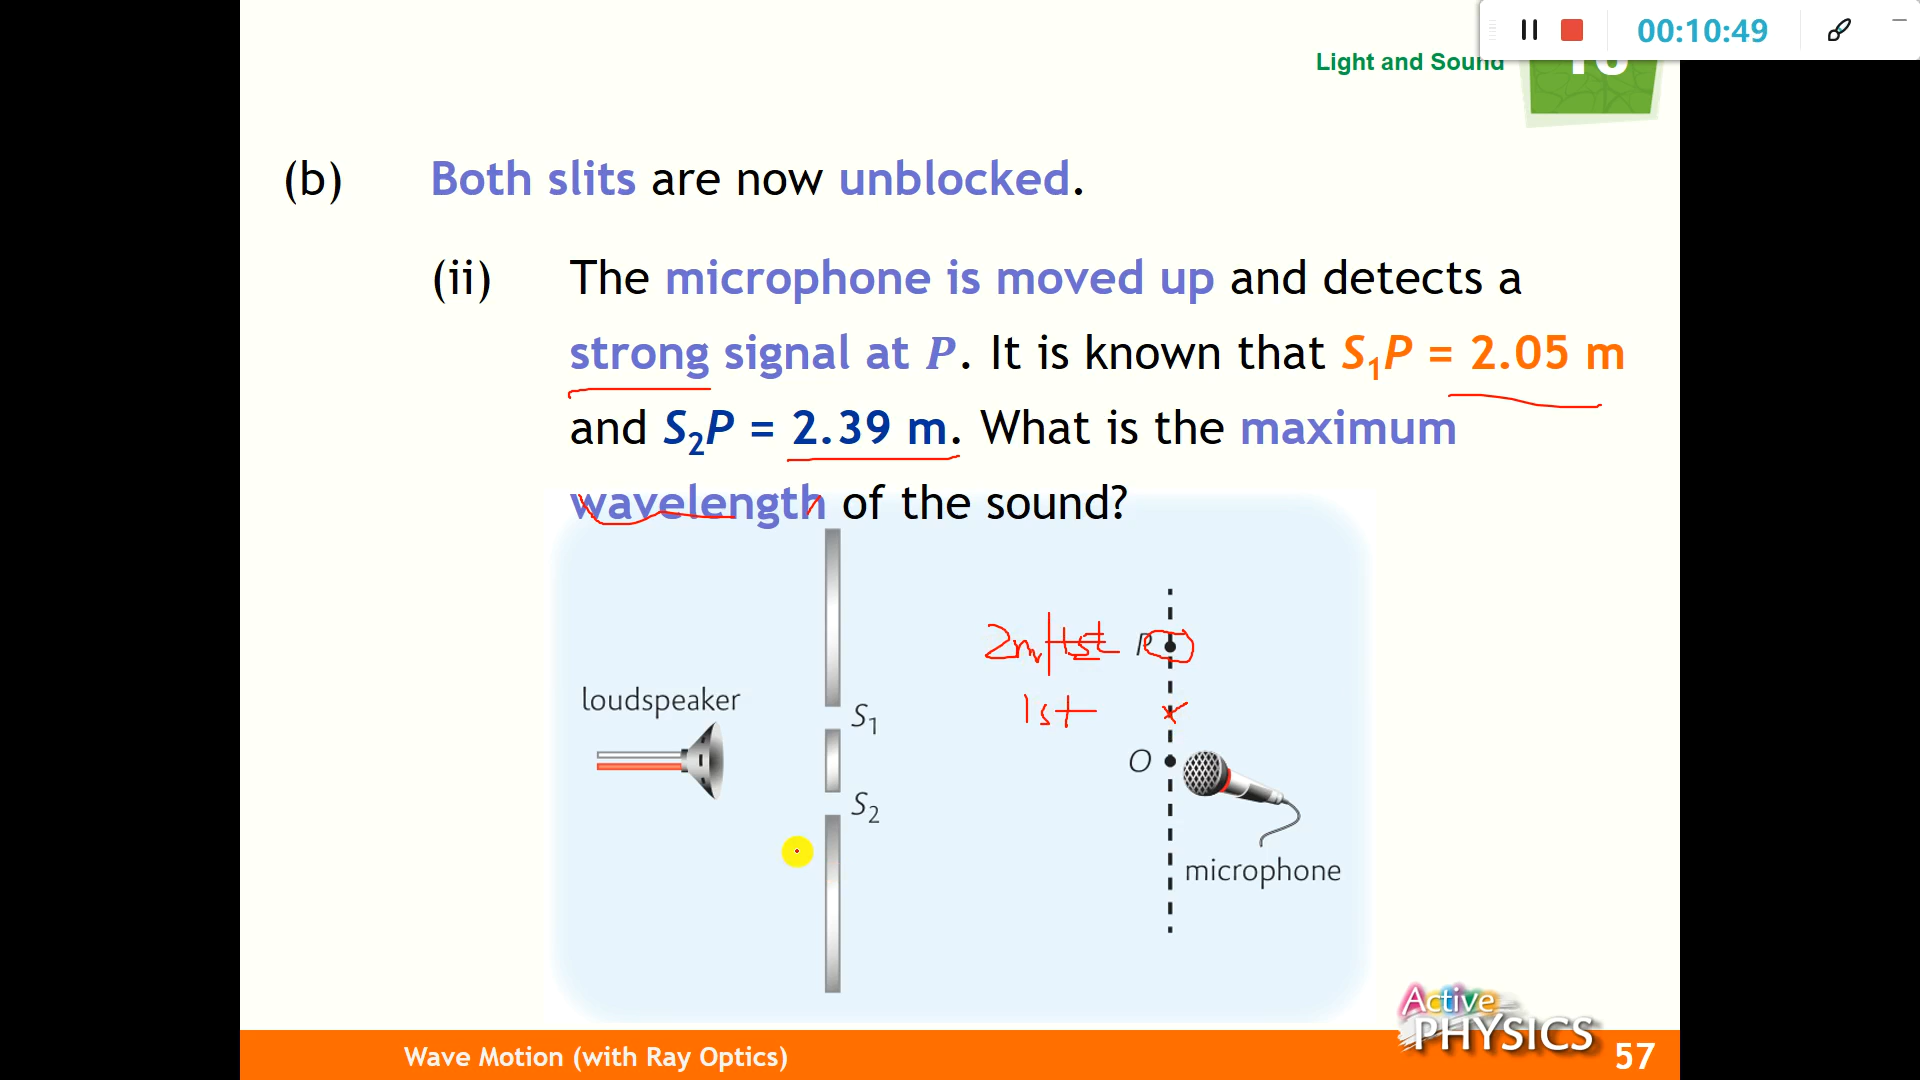 00:10:49
Light and Sound
(b) Both slits are now unblocked.
(ii) The microphone is moved up and detects a
strong signal at P. It is known that S₁P = 2.05 m
and S₂P = 2.39 m. What is the maximum
wavelength of the sound?
2n 1st P
loudspeaker
1st
S₁
O
S₂
microphone
Active
PHYSICS
Wave Motion (with Ray Optics)
57